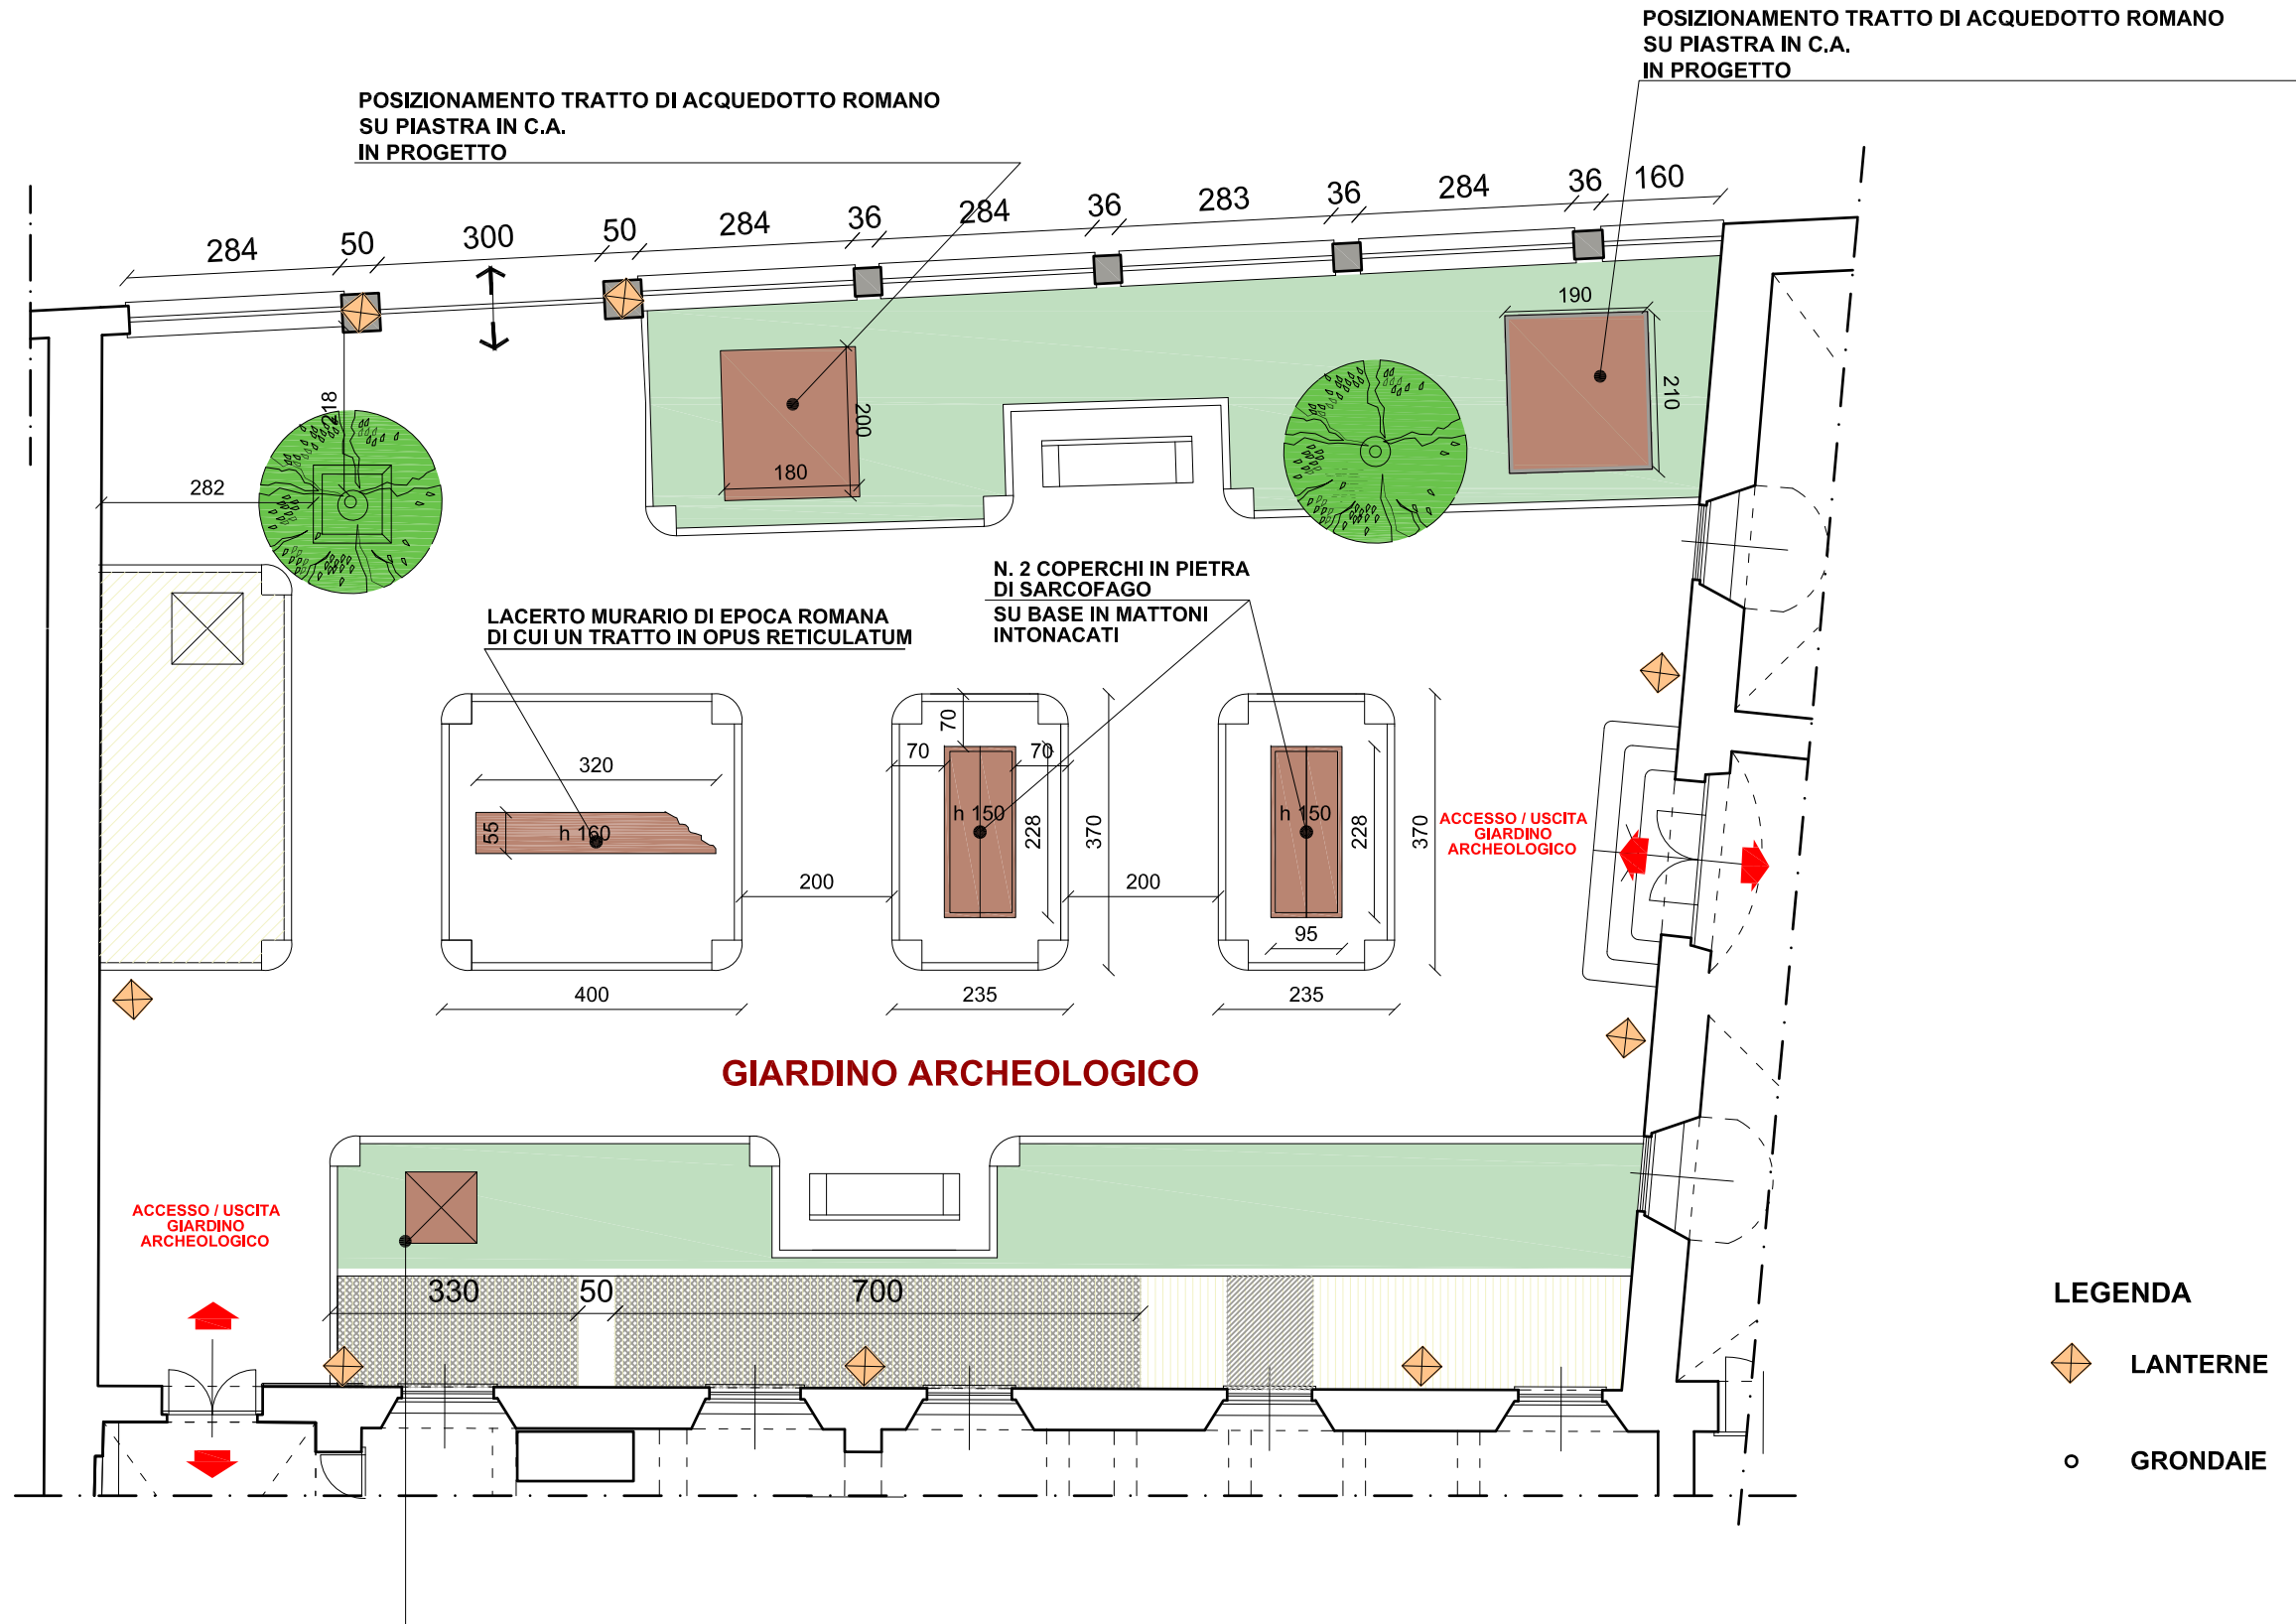 POSIZIONAMENTO TRATTO DI ACQUEDOTTO ROMANO
SU PIASTRA IN C.A.
IN PROGETTO
POSIZIONAMENTO TRATTO DI ACQUEDOTTO ROMANO
SU PIASTRA IN C.A.
IN PROGETTO
284 50 300 50 284 36 284 36 283 36 284 36 160
190
210
200
180
218
282
N. 2 COPERCHI IN PIETRA
DI SARCOFAGO
SU BASE IN MATTONI
INTONACATI
LACERTO MURARIO DI EPOCA ROMANA
DI CUI UN TRATTO IN OPUS RETICULATUM
320
55
h 160
70
70
70
h 150
228
370
h 150
228
370
95
200
200
400
235
235
ACCESSO / USCITA
GIARDINO
ARCHEOLOGICO
GIARDINO ARCHEOLOGICO
ACCESSO / USCITA
GIARDINO
ARCHEOLOGICO
330 50 700
LEGENDA
LANTERNE
GRONDAIE